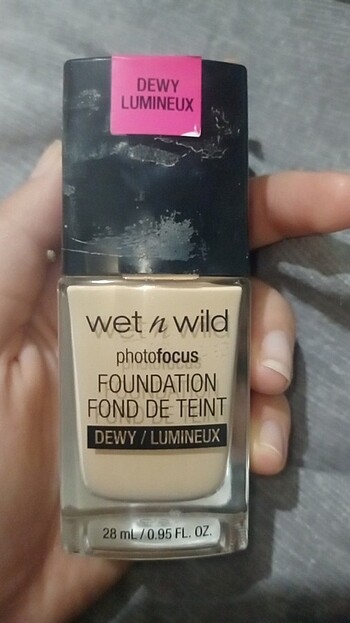 DEWY
LUMINEUX
wet n wild
photofocus
FOUNDATION
FOND DE TEINT
DEWY / LUMINEUX
28 mL / 0.95 FL. OZ.